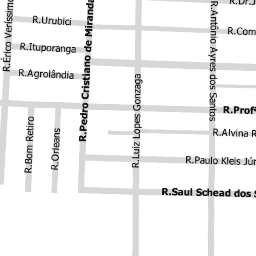 R.Urubici
R.Ituporanga
R.Agrolândia
R.Érico Veríssimo
R.Pedro Cristiano de Miranda
R.Luiz Lopes Gonzaga
R.Antônio Ayres dos Santos
R.Dr.J
R.Com
R.Profª
R.Alvina R
R.Paulo Kleis Jún
R.Saul Schead dos S
R.Bom Retiro
R.Orleans